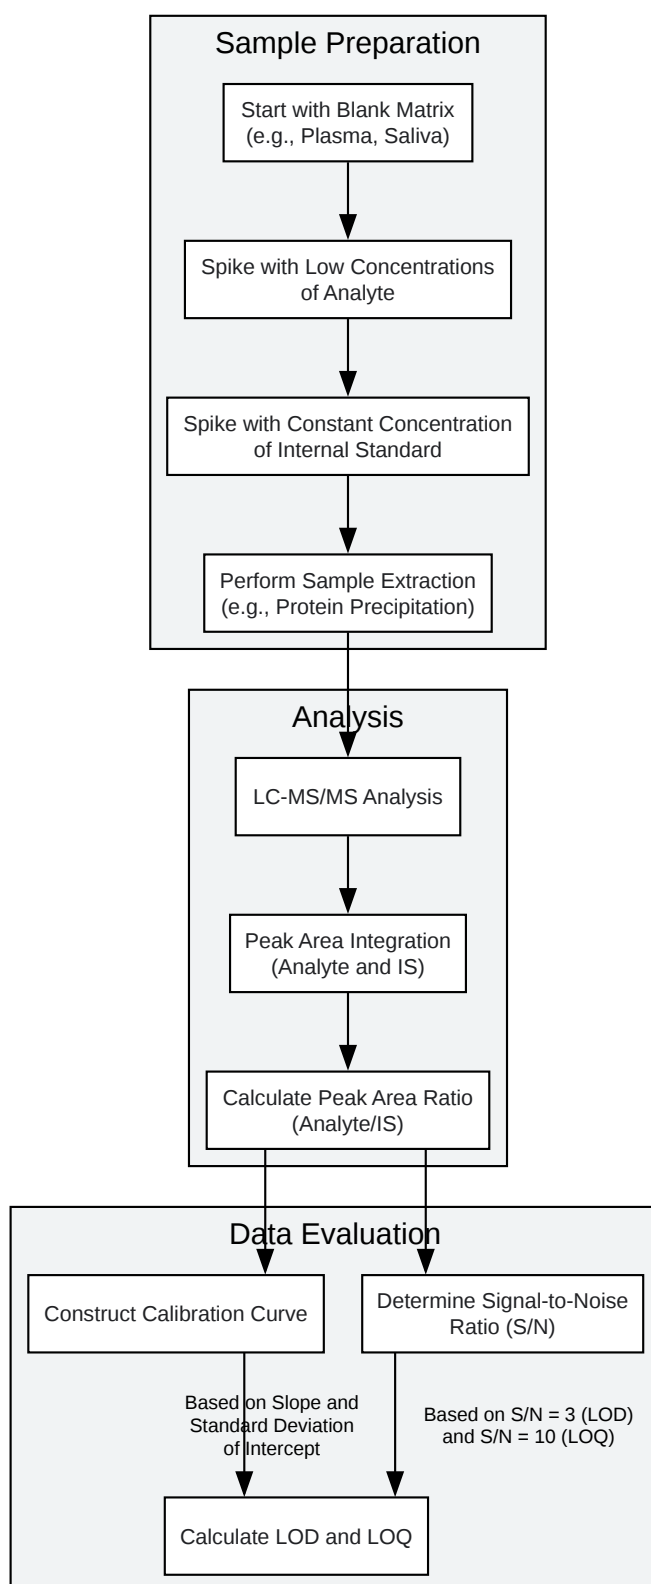 Sample Preparation
Start with Blank Matrix
(e.g., Plasma, Saliva)
Spike with Low Concentrations
of Analyte
Spike with Constant Concentration
of Internal Standard
Perform Sample Extraction
(e.g., Protein Precipitation)
Analysis
LC-MS/MS Analysis
Peak Area Integration
(Analyte and IS)
Calculate Peak Area Ratio
(Analyte/IS)
Data Evaluation
Construct Calibration Curve
Determine Signal-to-Noise
Ratio (S/N)
Based on Slope and
Standard Deviation
of Intercept
Based on S/N = 3 (LOD)
and S/N = 10 (LOQ)
Calculate LOD and LOQ